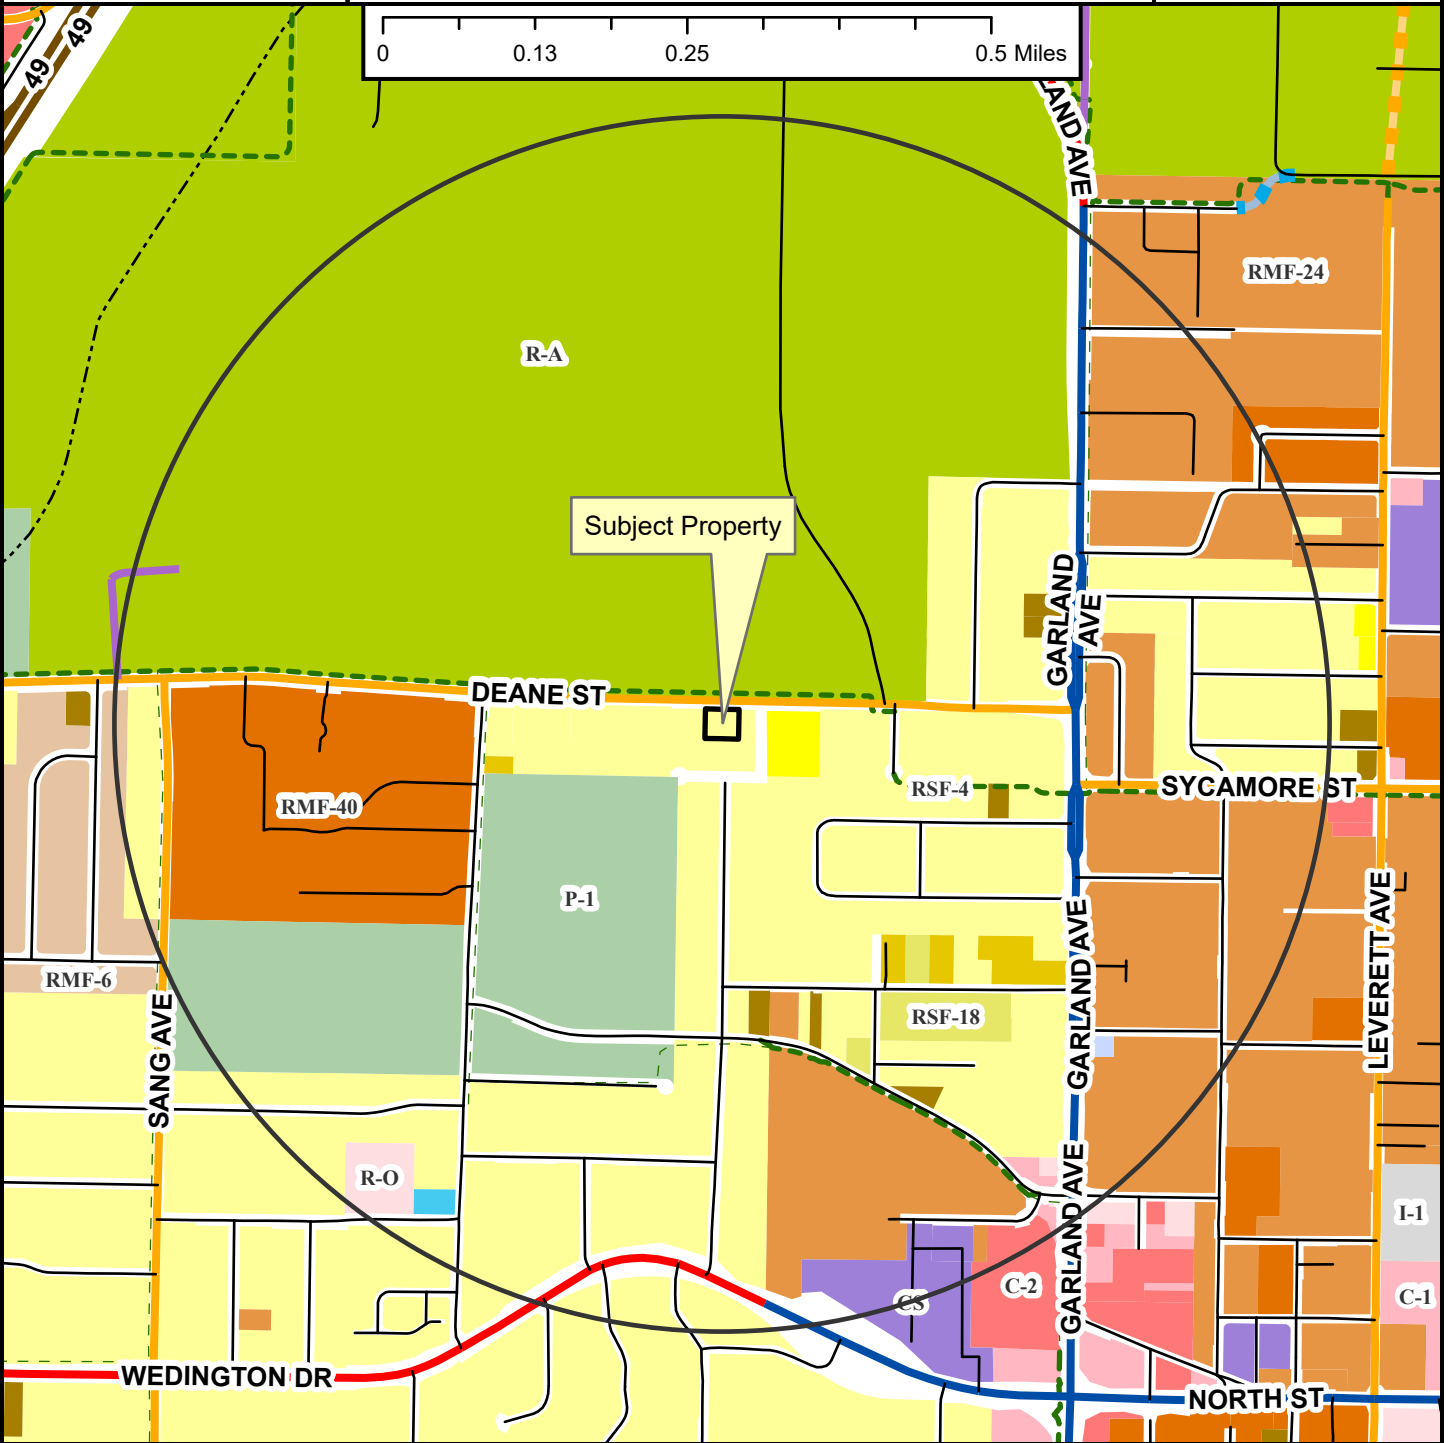 49
49
0 0.13 0.25 0.5 Miles
LAND AVE
RMF-24
R-A
Subject Property
GARLAND
AVE
DEANE ST
RSF-4
SYCAMORE ST
RMF-40
P-1
RMF-6
RSF-18
SANG AVE
GARLAND AVE
LEVERETT AVE
R-O
GARLAND AVE
I-1
C-2
CS
C-1
WEDINGTON DR
NORTH ST